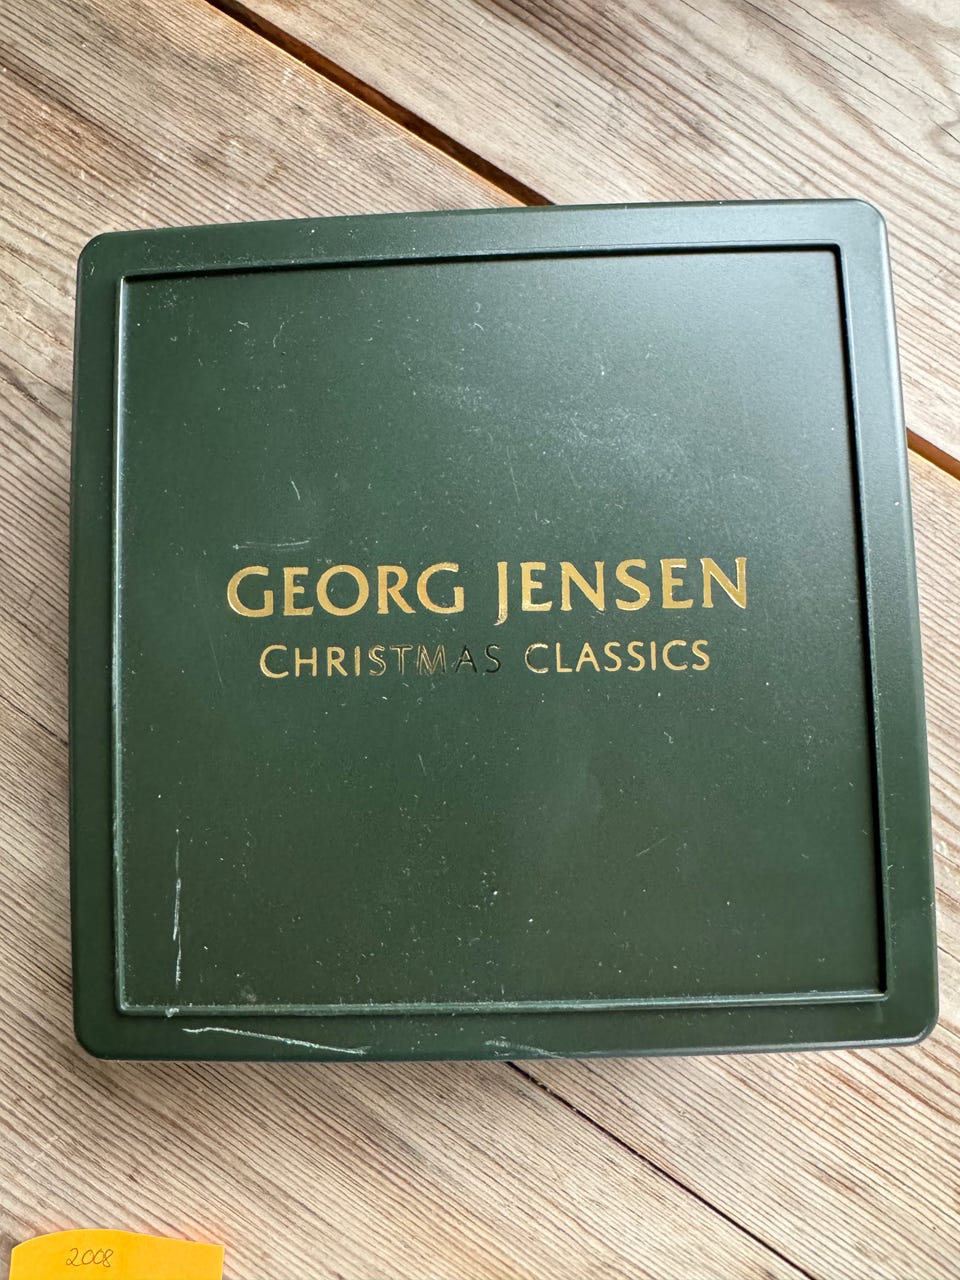 GEORG JENSEN
CHRISTMAS CLASSICS
2008